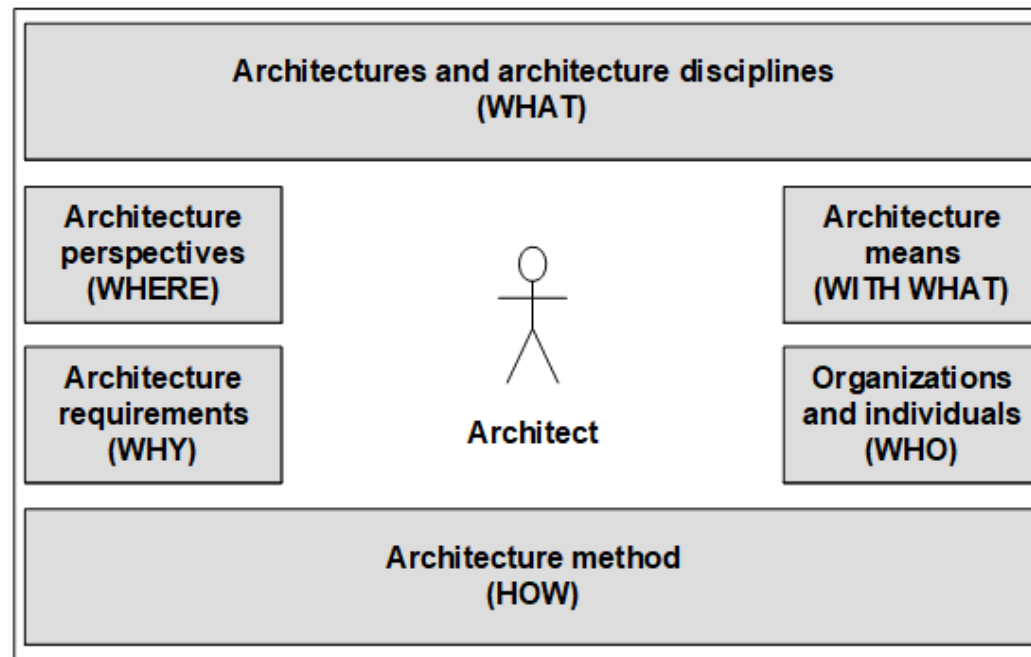 Architectures and architecture disciplines
(WHAT)
Architecture
perspectives
(WHERE)
Architecture
means
(WITH WHAT)
Architecture
requirements
(WHY)
Architect
Organizations
and individuals
(WHO)
Architecture method
(HOW)